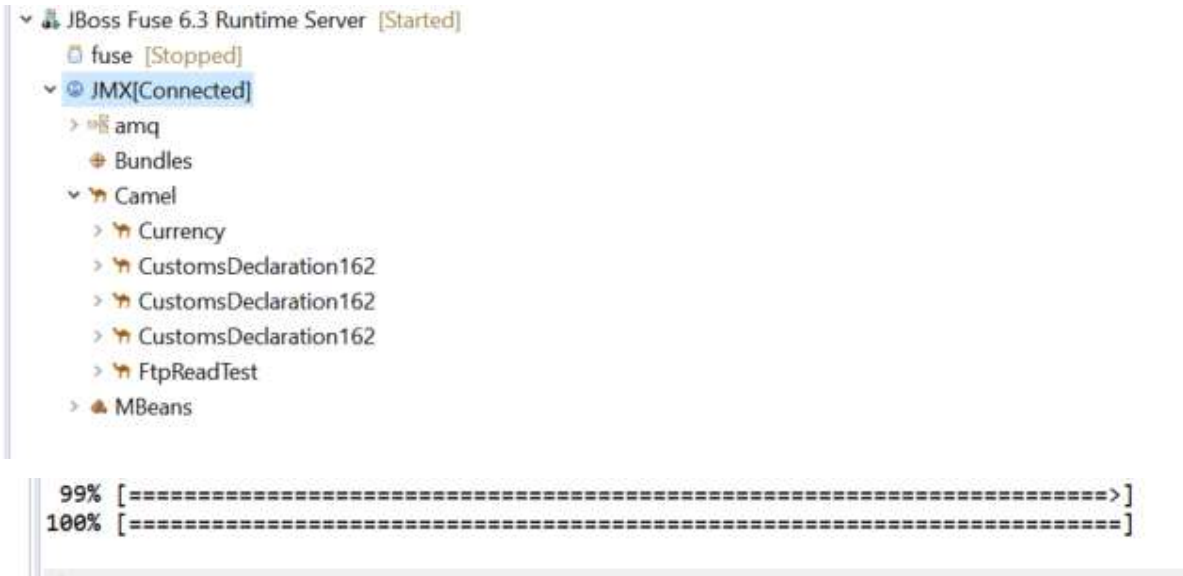 JBoss Fuse 6.3 Runtime Server [Started]
fuse [Stopped]
JMX[Connected]
amq
Bundles
Camel
Currency
CustomsDeclaration162
CustomsDeclaration162
CustomsDeclaration162
FtpReadTest
MBeans
99% [=======================================================================>]
100% [========================================================================]